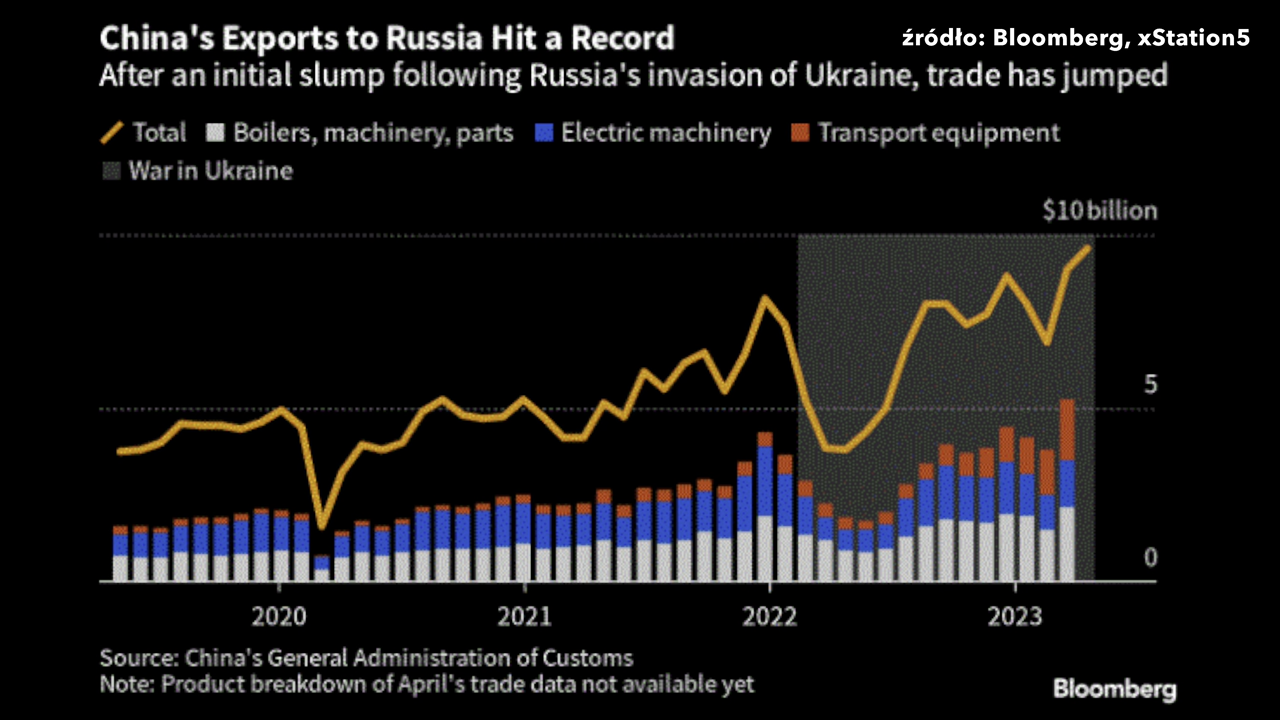 China's Exports to Russia Hit a Record
źródło: Bloomberg, xStation5
After an initial slump following Russia's invasion of Ukraine, trade has jumped
Total Boilers, machinery, parts Electric machinery Transport equipment
War in Ukraine
$10 billion
5
0
2020 2021 2022 2023
Source: China's General Administration of Customs
Note: Product breakdown of April's trade data not available yet
Bloomberg